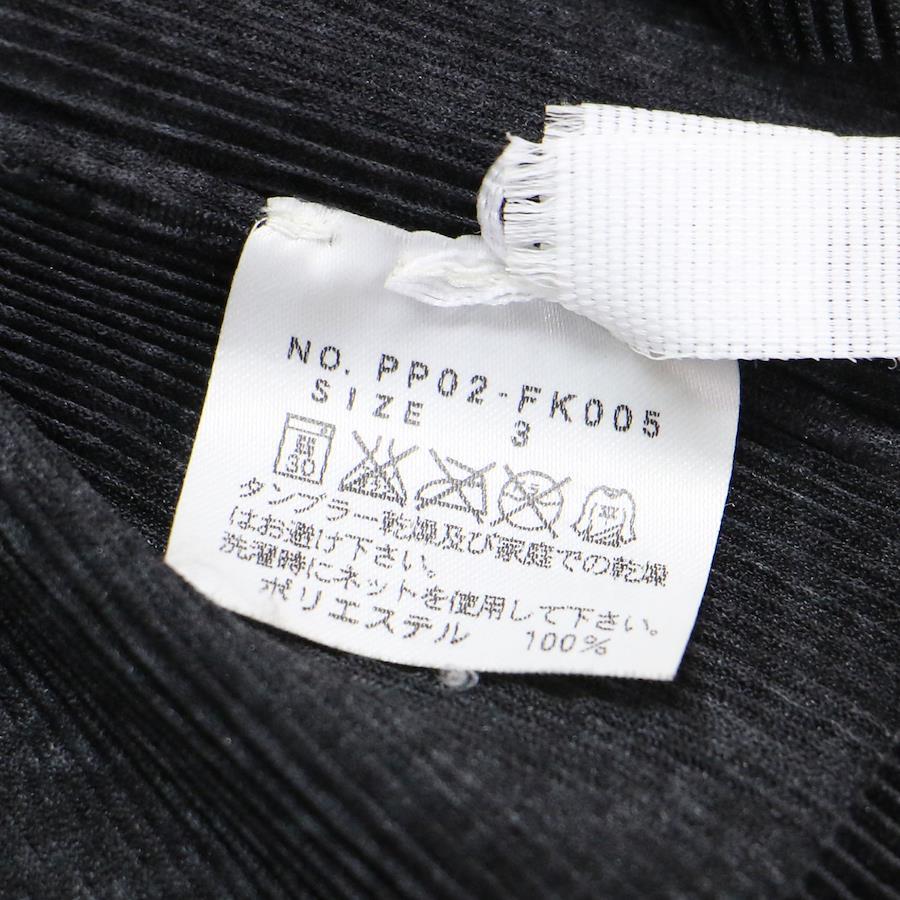 NO. PP02-FK005
SIZE 3
30
タンブラー乾燥及び家庭での乾燥
はお避け下さい。
洗濯時にネットを使用して下さい。
ポリエステル 100%